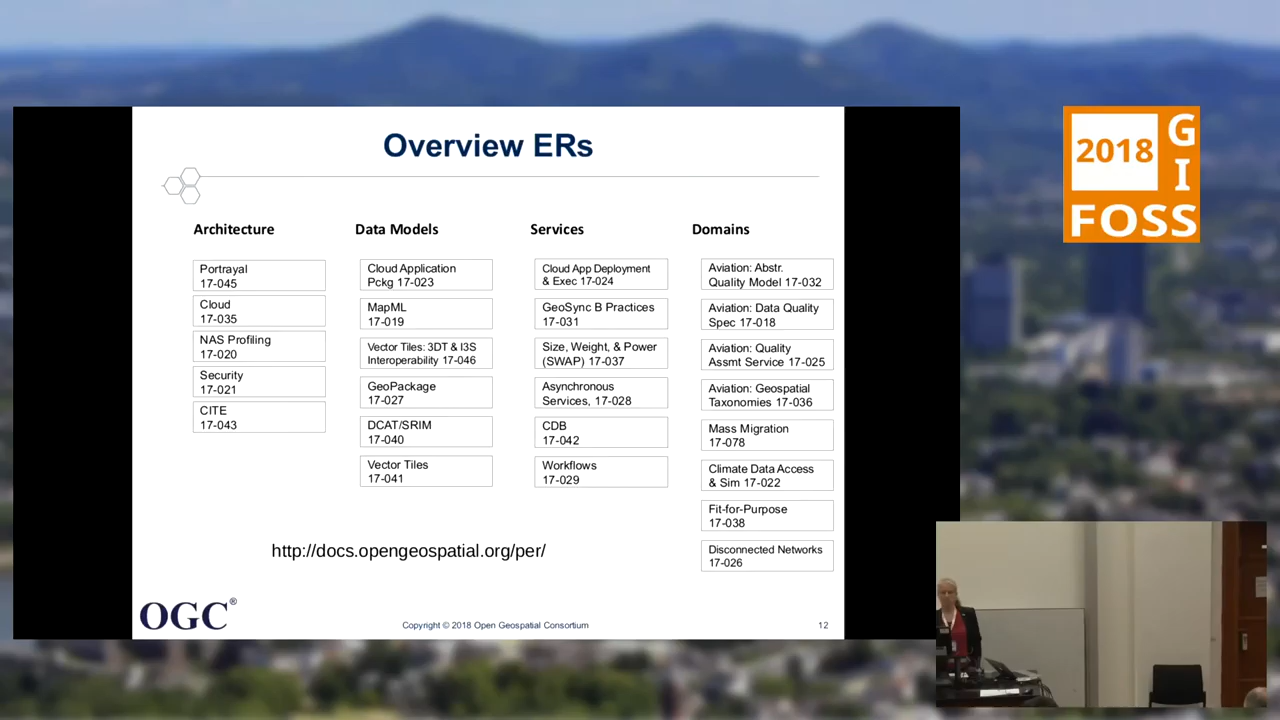 Overview ERs
Architecture
Portrayal
17-045
Cloud
17-035
NAS Profiling
17-020
Security
17-021
CITE
17-043
Data Models
Cloud Application
Pckg 17-023
MapML
17-019
Vector Tiles: 3DT & I3S
Interoperability 17-046
GeoPackage
17-027
DCAT/SRIM
17-040
Vector Tiles
17-041
Services
Cloud App Deployment
& Exec 17-024
GeoSync B Practices
17-031
Size, Weight, & Power
(SWAP) 17-037
Asynchronous
Services, 17-028
CDB
17-042
Workflows
17-029
Domains
Aviation: Abstr.
Quality Model 17-032
Aviation: Data Quality
Spec 17-018
Aviation: Quality
Assmt Service 17-025
Aviation: Geospatial
Taxonomies 17-036
Mass Migration
17-078
Climate Data Access
& Sim 17-022
Fit-for-Purpose
17-038
Disconnected Networks
17-026
http://docs.opengeospatial.org/per/
OGC®
Copyright © 2018 Open Geospatial Consortium
12
2018
GI
FOSS